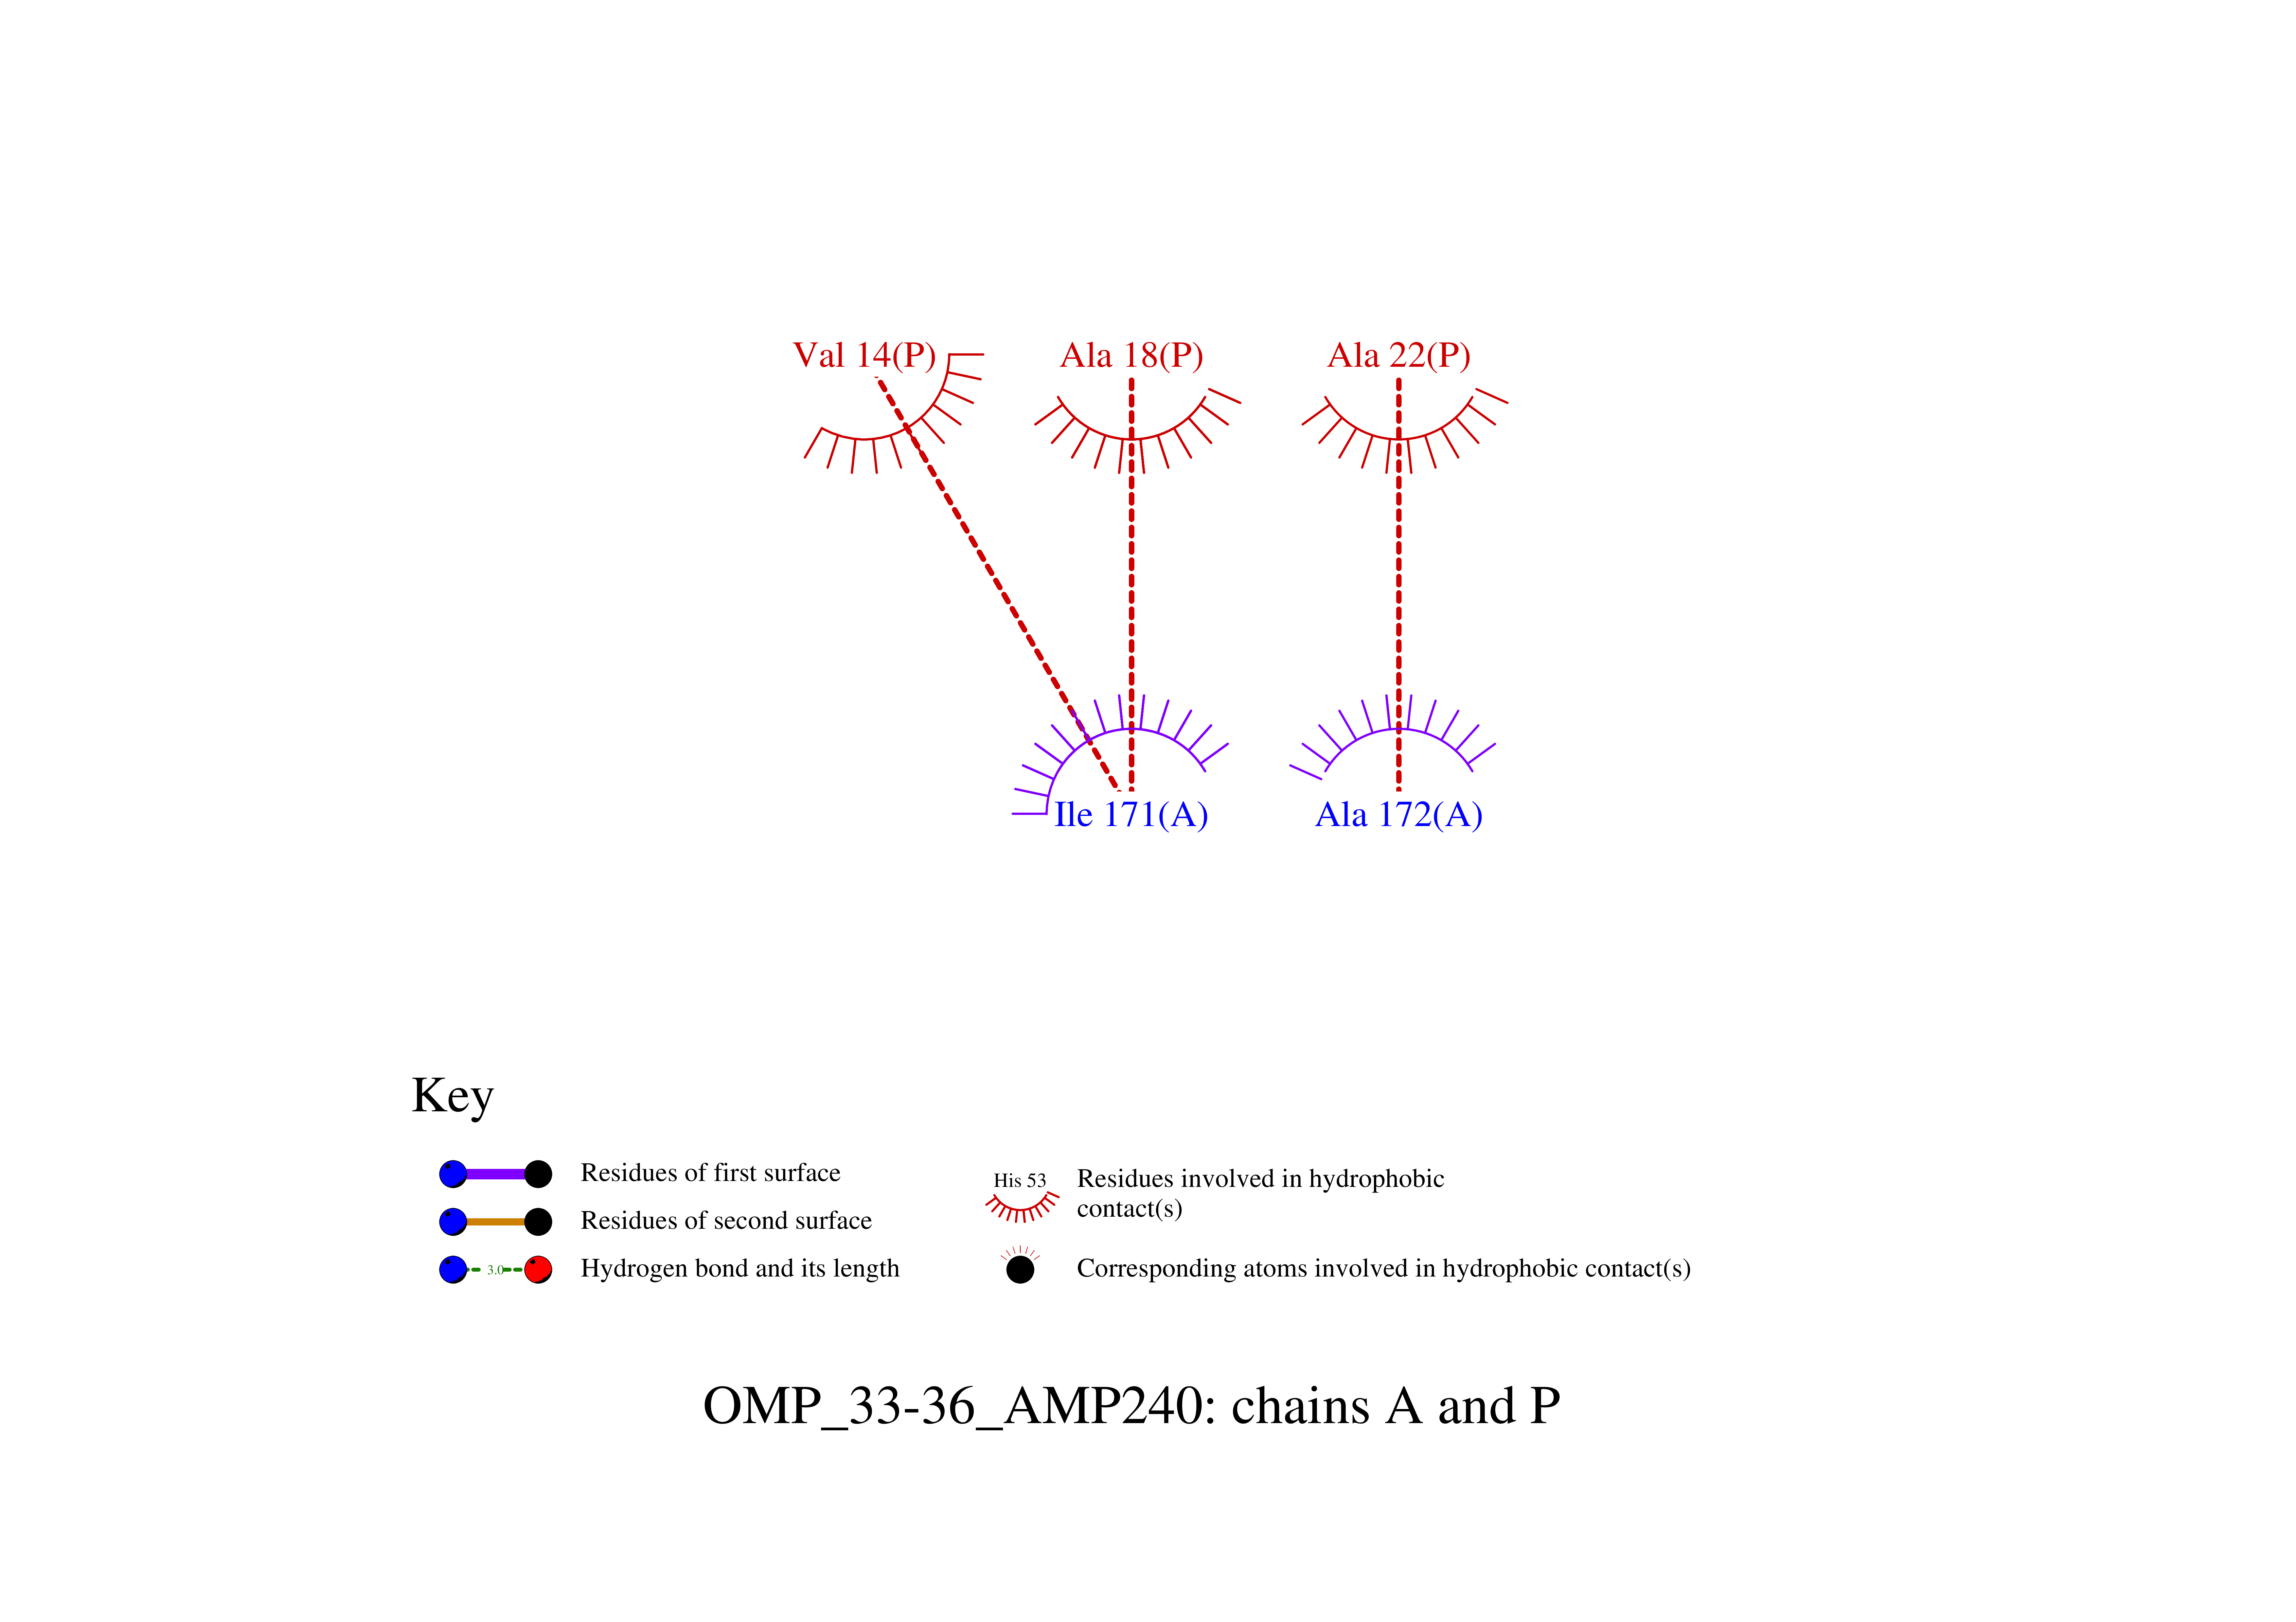 Val 14(P) Ala 18(P) Ala 22(P)
Ile 171(A) Ala 172(A)
Key
Residues of first surface
Residues of second surface
3.0 Hydrogen bond and its length
His 53 Residues involved in hydrophobic
contact(s)
Corresponding atoms involved in hydrophobic contact(s)
OMP_33-36_AMP240: chains A and P